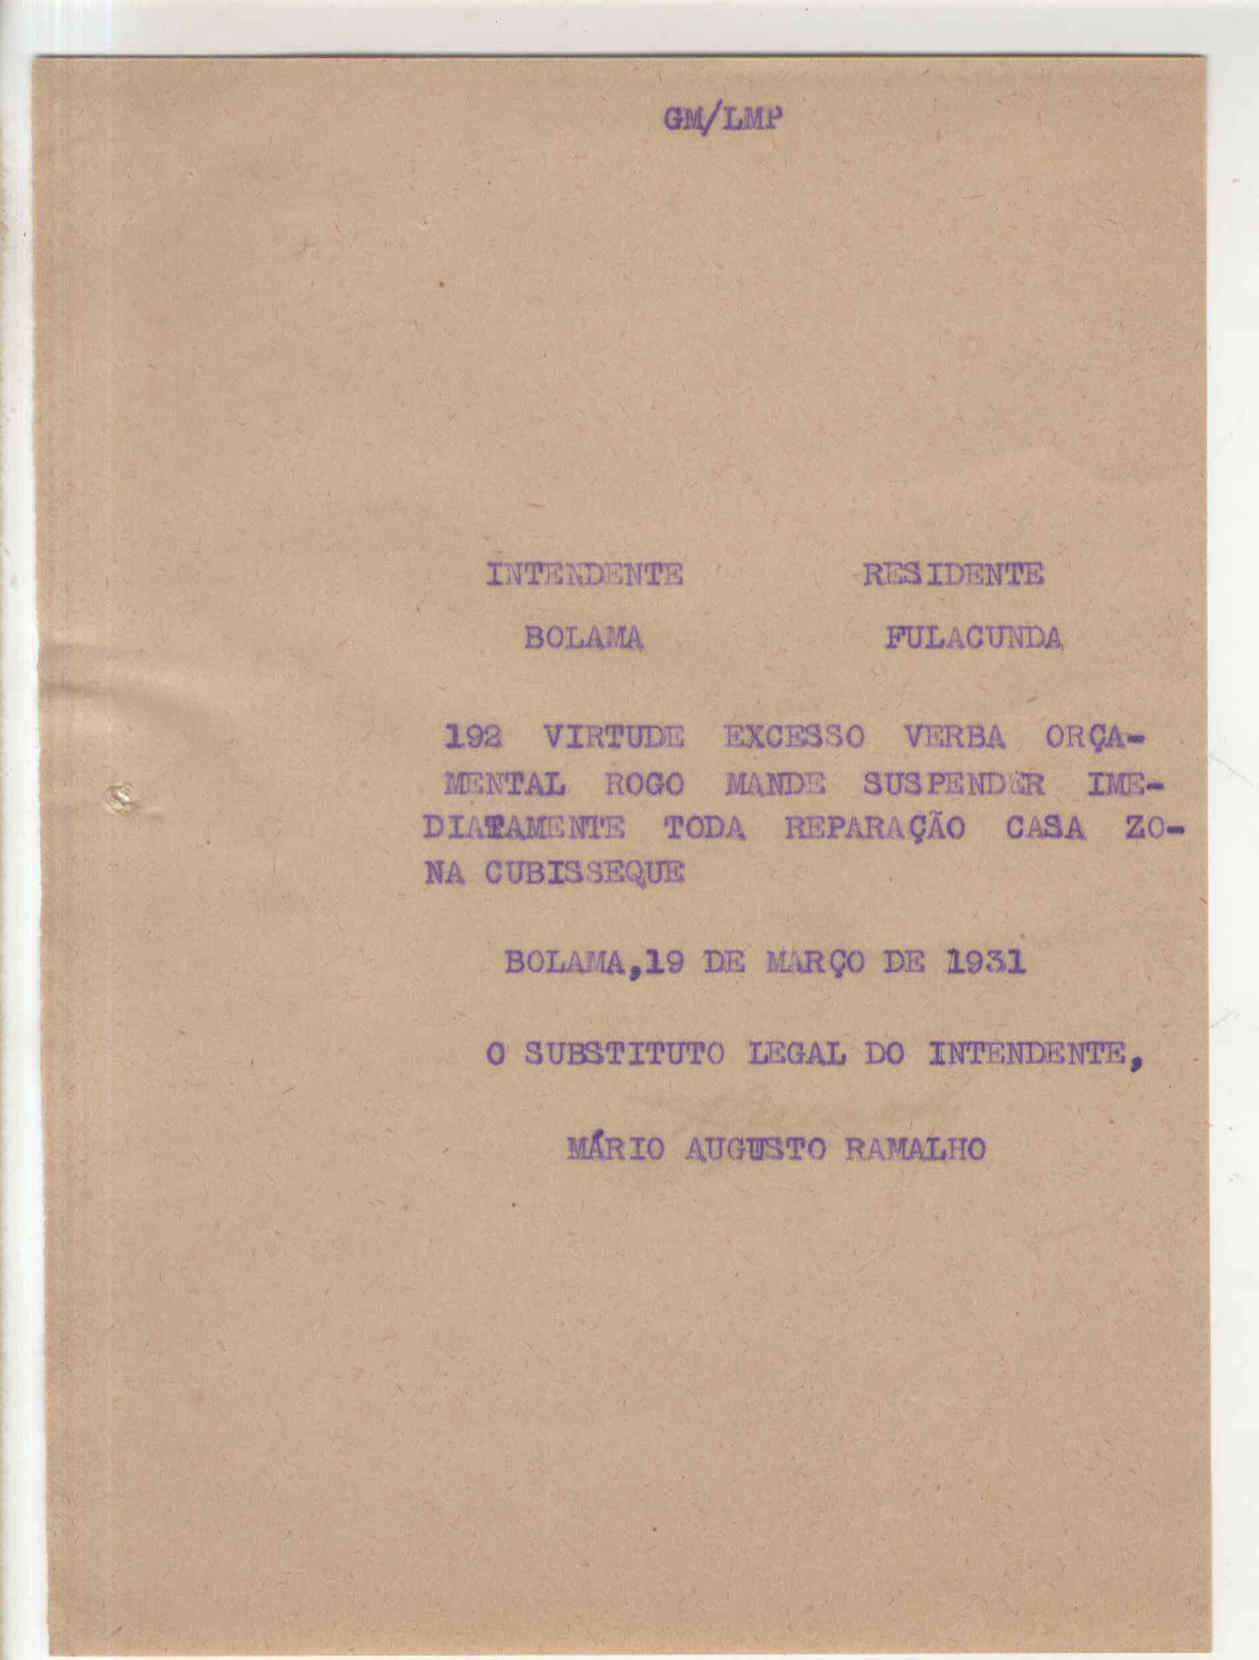 GM/LMP
INTENDENTE RESIDENTE
BOLAMA FULACUNDA
192 VIRTUDE EXCESSO VERBA ORÇA-
MENTAL ROGO MANDE SUSPENDER IME-
DIATAMENTE TODA REPARAÇÃO CASA ZO-
NA CUBISSEQUE
BOLAMA,19 DE MARÇO DE 1931
O SUBSTITUTO LEGAL DO INTENDENTE,
MÁRIO AUGUSTO RAMALHO